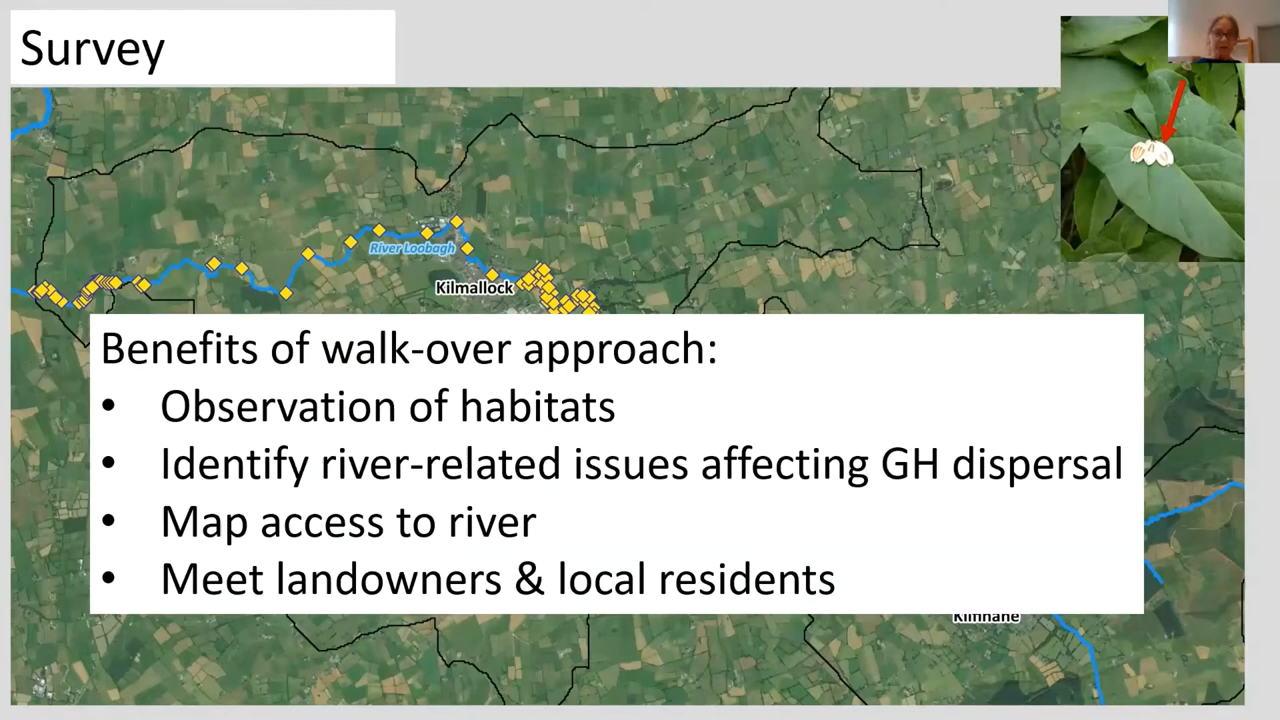 Survey
River Loobagh
Kilmallock
Benefits of walk-over approach:
• Observation of habitats
• Identify river-related issues affecting GH dispersal
• Map access to river
• Meet landowners & local residents
Kilfinnane